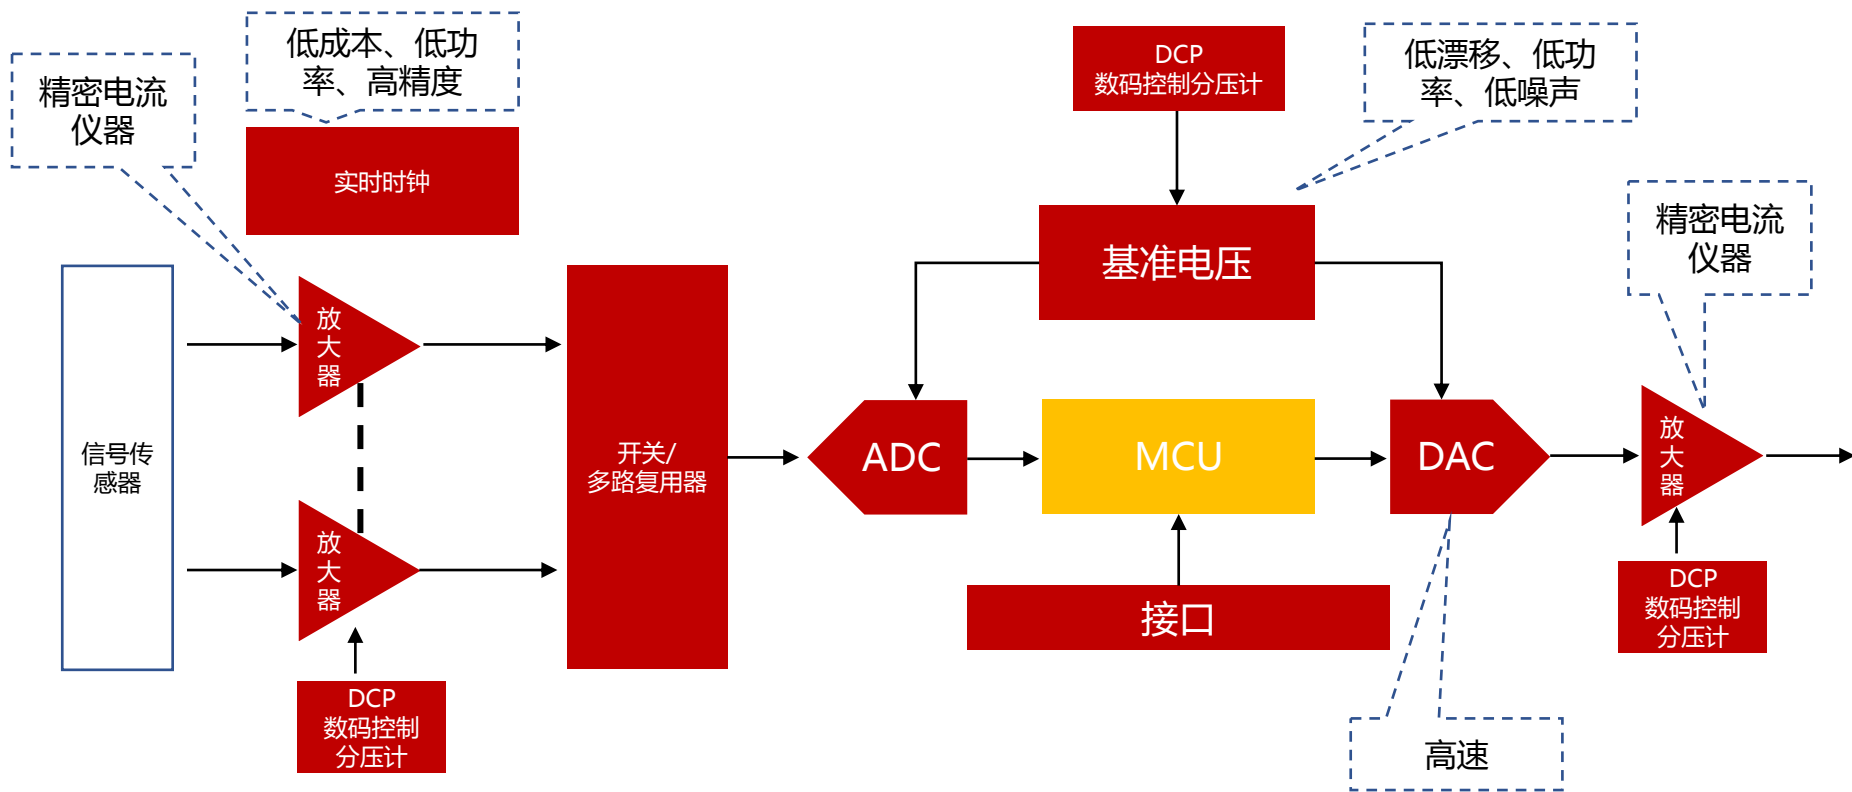 低成本、低功
率、高精度
精密电流
仪器
实时时钟
DCP
数码控制分压计
低漂移、低功
率、低噪声
基准电压
精密电流
仪器
信号传
感器
放
大
器
放
大
器
DCP
数码控制
分压计
开关/
多路复用器
ADC
MCU
DAC
接口
高速
放
大
器
DCP
数码控制
分压计